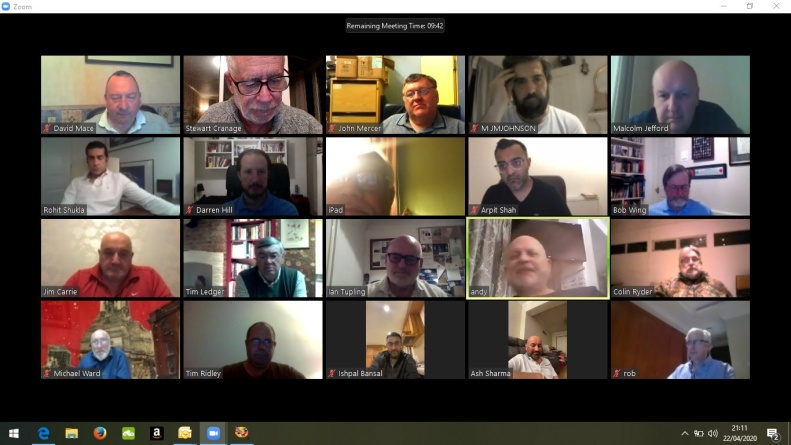 Zoom
Remaining Meeting Time: 09:42
David Mace
Stewart Cranage
John Mercer
M JMJOHNSON
Malcolm Jefford
Rohit Shukla
Darren Hill
iPad
Arpit Shah
Bob Wing
Jim Carrie
Tim Ledger
Ian Tupling
andy
Colin Ryder
Michael Ward
Tim Ridley
Ishpal Bansal
Ash Sharma
rob
21:11
22/04/2020
2